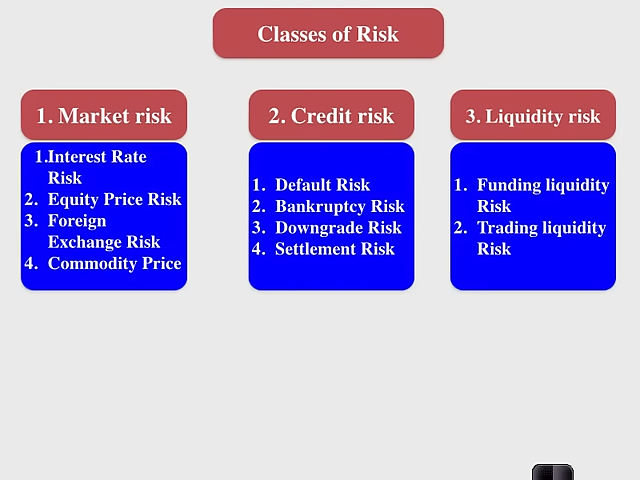 Classes of Risk
1. Market risk
1.Interest Rate
Risk
2. Equity Price Risk
3. Foreign
Exchange Risk
4. Commodity Price
2. Credit risk
1. Default Risk
2. Bankruptcy Risk
3. Downgrade Risk
4. Settlement Risk
3. Liquidity risk
1. Funding liquidity
Risk
2. Trading liquidity
Risk